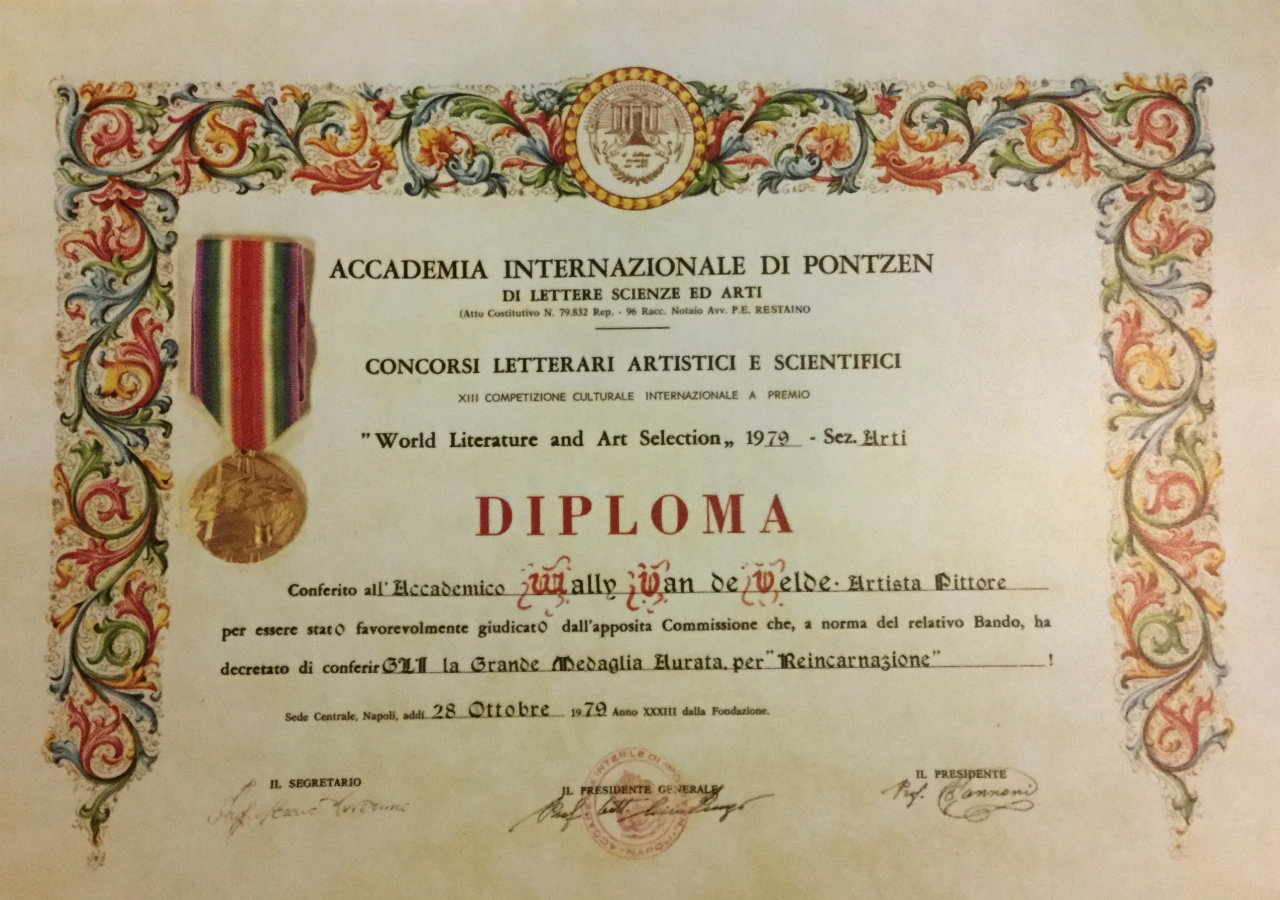 ACCADEMIA INTERNAZIONALE DI PONTZEN
DI LETTERE SCIENZE ED ARTI
(Atto Costitutivo N. 79.832 Rep. - 96 Racc. Notaio Avv. P.E. RESTAINO
CONCORSI LETTERARI ARTISTICI E SCIENTIFICI
XIII COMPETIZIONE CULTURALE INTERNAZIONALE A PREMIO
"World Literature and Art Selection„ 1979 - Sez. Arti
DIPLOMA
Conferito all'Accademico Wally Van de Velde - Artista Pittore
per essere stato favorevolmente giudicato dall'apposita Commissione che, a norma del relativo Bando, ha
decretato di conferirGLI la Grande Medaglia Aurata, per "Reincarnazione" !
Sede Centrale, Napoli, addì 28 Ottobre 1979 Anno XXXIII dalla Fondazione.
IL SEGRETARIO
IL PRESIDENTE GENERALE
IL PRESIDENTE
Prof.
Prof.